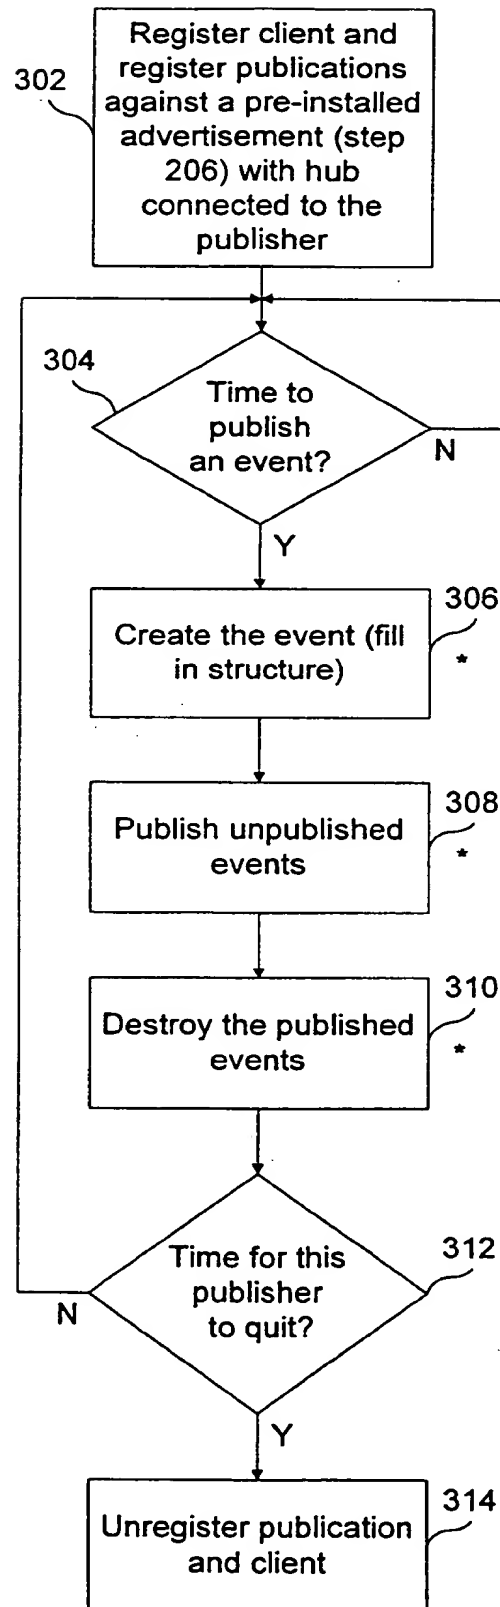 Register client and
register publications
302
against a pre-installed
advertisement (step
206) with hub
connected to the
publisher
304
Time to
publish
an event?
N
Y
306
Create the event (fill
in structure)
*
308
Publish unpublished
events
*
310
Destroy the published
events
*
312
Time for this
publisher
to quit?
N
Y
314
Unregister publication
and client